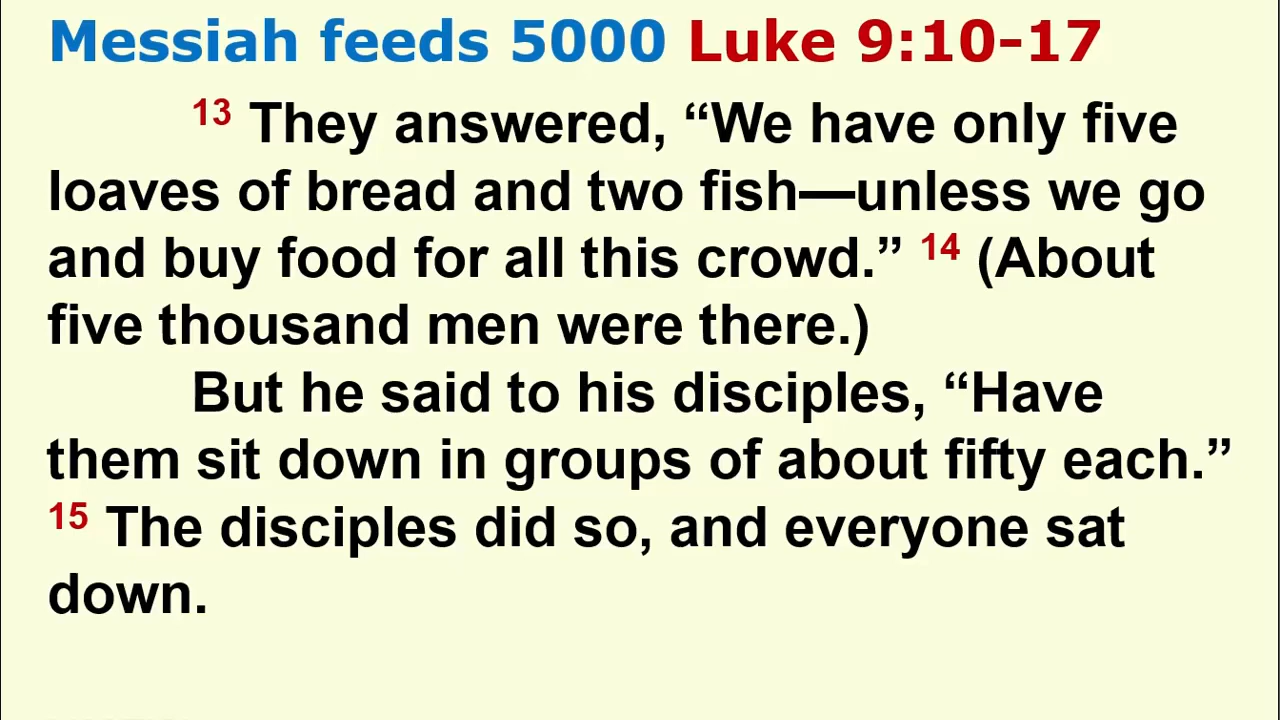 Messiah feeds 5000 Luke 9:10-17
13 They answered, “We have only five
loaves of bread and two fish—unless we go
and buy food for all this crowd.” 14 (About
five thousand men were there.)
But he said to his disciples, “Have
them sit down in groups of about fifty each.”
15 The disciples did so, and everyone sat
down.